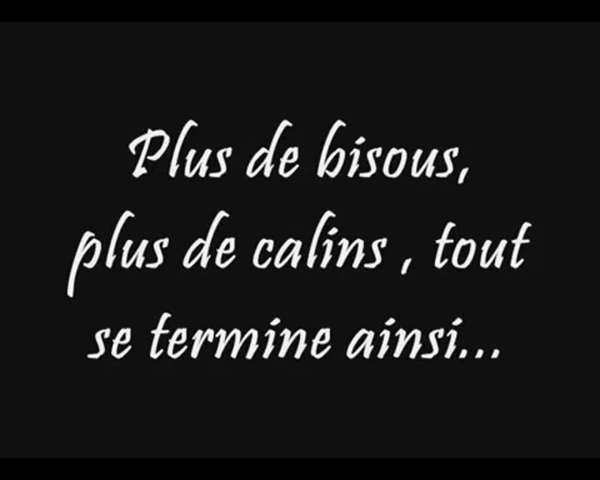 Plus de bisous,
plus de calins , tout
se termine ainsi...